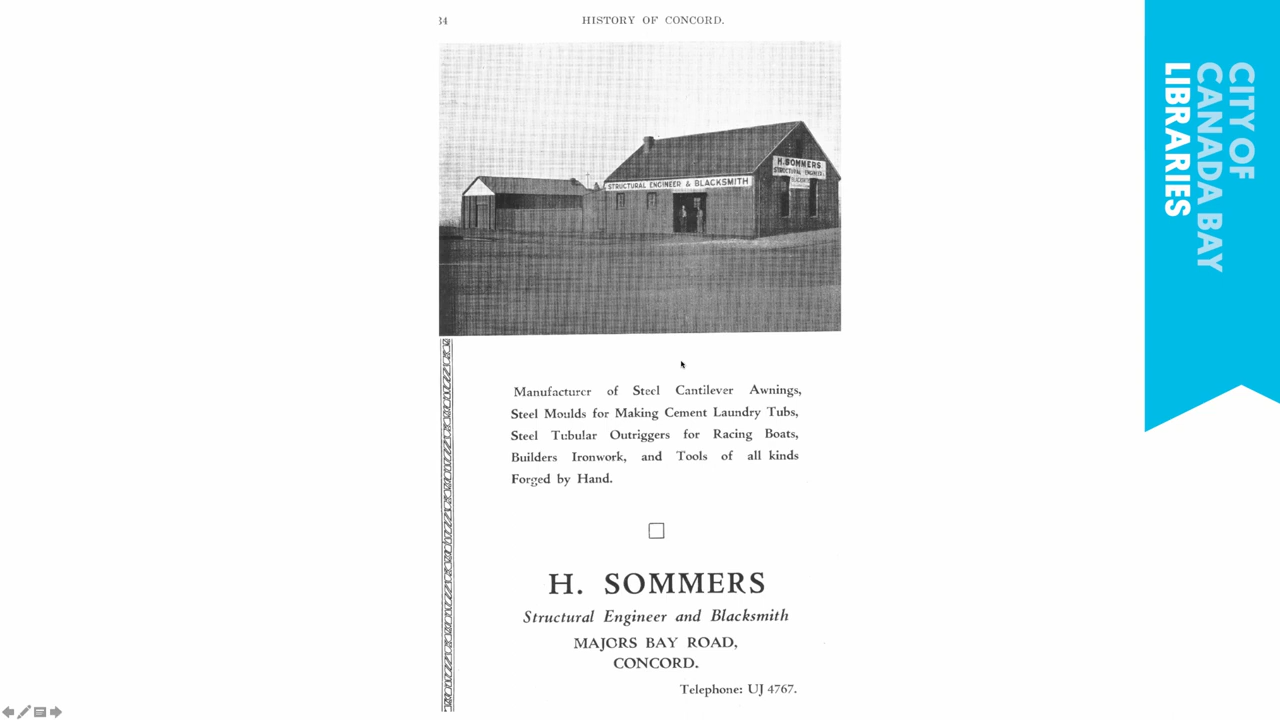 34
HISTORY OF CONCORD.
STRUCTURAL ENGINEER & BLACKSMITH
H. SOMMERS
STRUCTURAL ENGINEER
Manufacturer of Steel Cantilever Awnings,
Steel Moulds for Making Cement Laundry Tubs,
Steel Tubular Outriggers for Racing Boats,
Builders Ironwork, and Tools of all kinds
Forged by Hand.
H. SOMMERS
Structural Engineer and Blacksmith
MAJORS BAY ROAD,
CONCORD.
Telephone: UJ 4767.
CITY OF
CANADA BAY
LIBRARIES